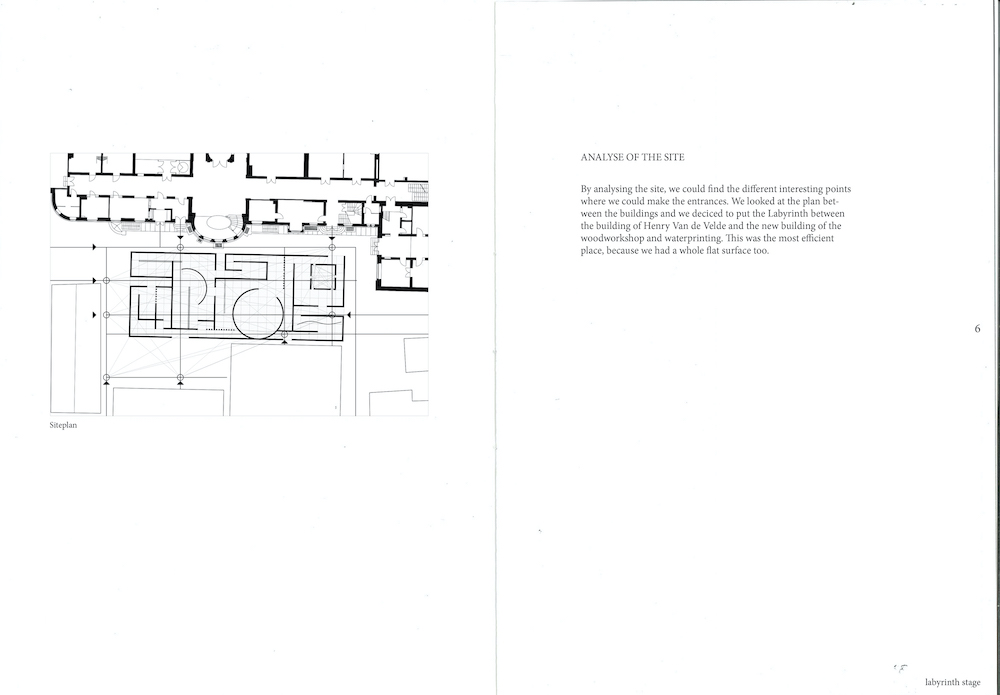 Siteplan
ANALYSE OF THE SITE
By analysing the site, we could find the different interesting points
where we could make the entrances. We looked at the plan bet-
ween the buildings and we deciced to put the Labyrinth between
the building of Henry Van de Velde and the new building of the
woodworkshop and waterprinting. This was the most efficient
place, because we had a whole flat surface too.
6
labyrinth stage